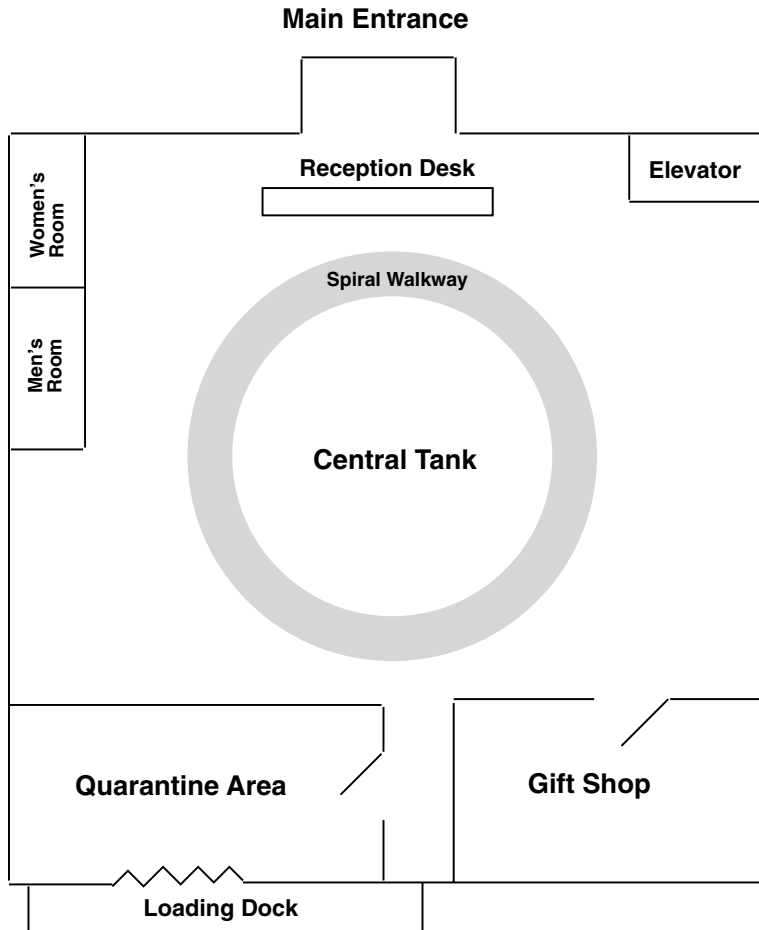 Main Entrance
Reception Desk
Elevator
Women's
Room
Spiral Walkway
Men's
Room
Central Tank
Quarantine Area
Gift Shop
Loading Dock